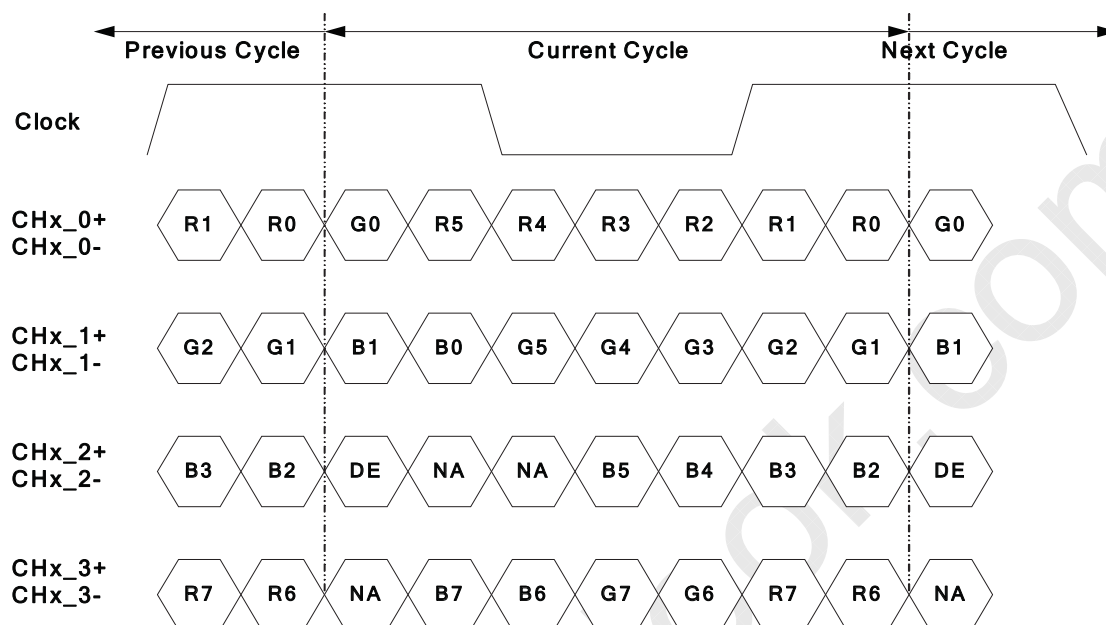 Previous Cycle Current Cycle Next Cycle
Clock
CHx_0+
CHx_0-
R1 R0 G0 R5 R4 R3 R2 R1 R0 G0
CHx_1+
CHx_1-
G2 G1 B1 B0 G5 G4 G3 G2 G1 B1
CHx_2+
CHx_2-
B3 B2 DE NA NA B5 B4 B3 B2 DE
CHx_3+
CHx_3-
R7 R6 NA B7 B6 G7 G6 R7 R6 NA